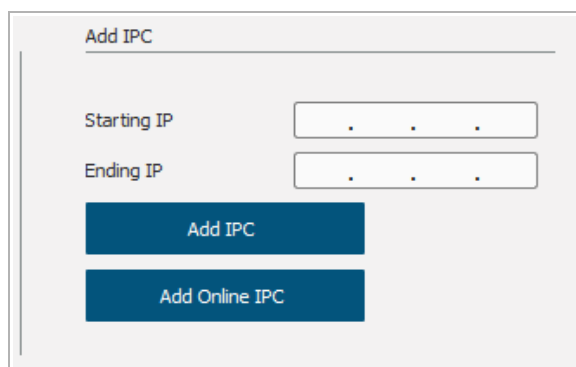 Add IPC
Starting IP . . .
Ending IP . . .
Add IPC
Add Online IPC